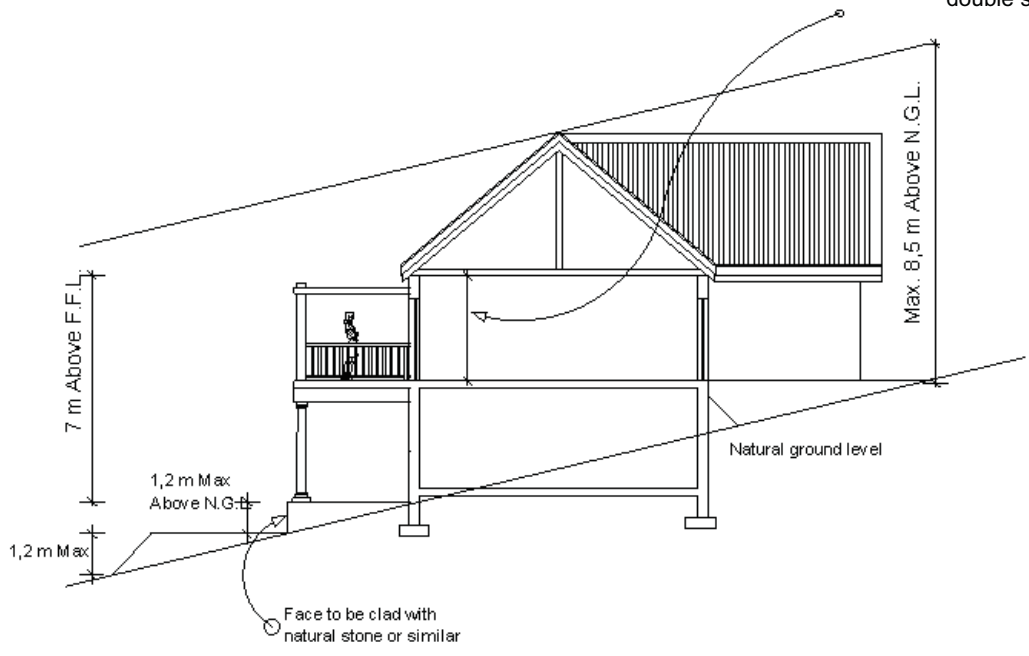 double s
Max. 8,5 m Above N.G.L.
7 m Above F.F.L.
Natural ground level
1,2 m Max
Above N.G.L
1,2 m Max
Face to be clad with
natural stone or similar